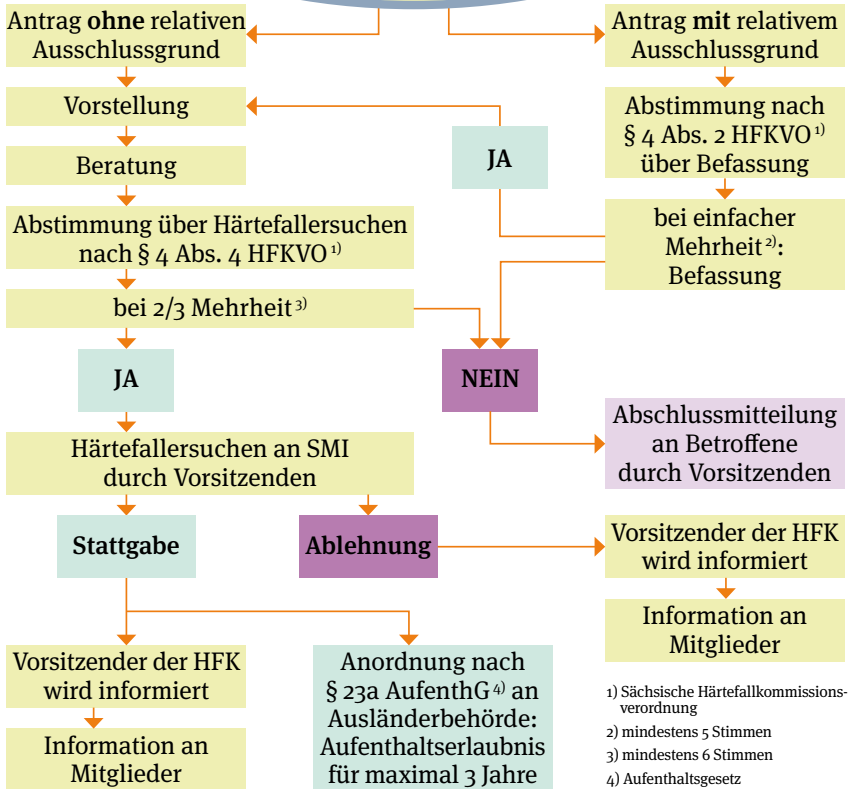 Antrag ohne relativen
Ausschlussgrund
Antrag mit relativem
Ausschlussgrund
Vorstellung
Abstimmung nach
§ 4 Abs. 2 HFKVO 1)
über Befassung
JA
Beratung
Abstimmung über Härtefallersuchen
nach § 4 Abs. 4 HFKVO 1)
bei einfacher
Mehrheit 2):
Befassung
bei 2/3 Mehrheit 3)
JA
NEIN
Abschlussmitteilung
an Betroffene
durch Vorsitzenden
Härtefallersuchen an SMI
durch Vorsitzenden
Stattgabe
Ablehnung
Vorsitzender der HFK
wird informiert
Information an
Mitglieder
Vorsitzender der HFK
wird informiert
Information an
Mitglieder
Anordnung nach
§ 23a AufenthG 4) an
Ausländerbehörde:
Aufenthaltserlaubnis
für maximal 3 Jahre
1) Sächsische Härtefallkommissions-
verordnung
2) mindestens 5 Stimmen
3) mindestens 6 Stimmen
4) Aufenthaltsgesetz